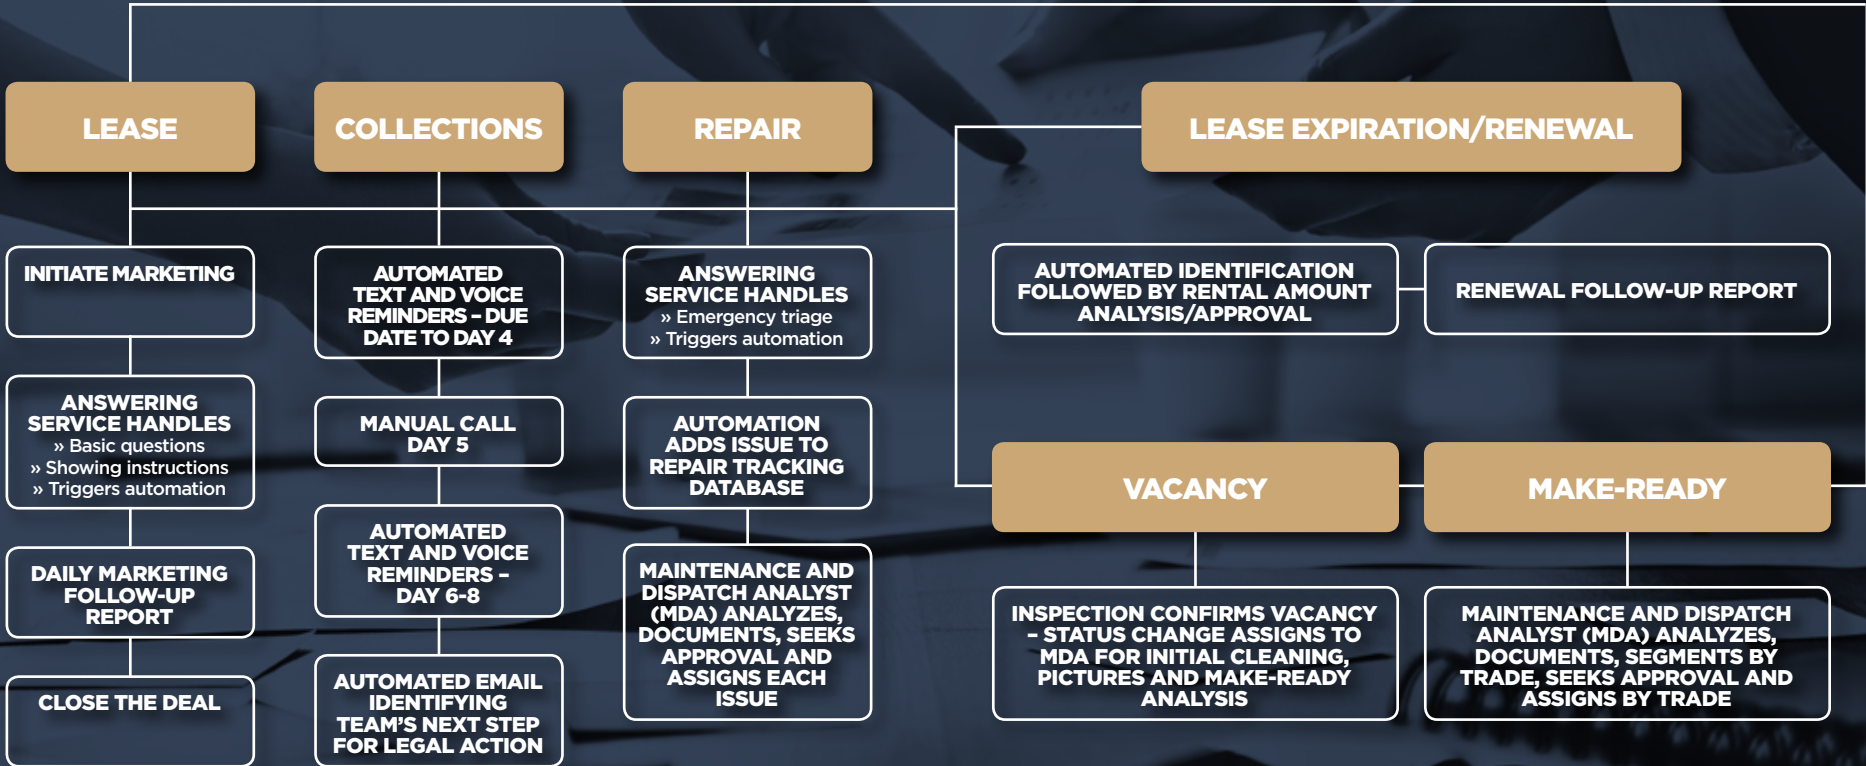 LEASE
COLLECTIONS
REPAIR
LEASE EXPIRATION/RENEWAL
INITIATE MARKETING
ANSWERING
SERVICE HANDLES
» Basic questions
» Showing instructions
» Triggers automation
DAILY MARKETING
FOLLOW-UP
REPORT
CLOSE THE DEAL
AUTOMATED
TEXT AND VOICE
REMINDERS – DUE
DATE TO DAY 4
MANUAL CALL
DAY 5
AUTOMATED
TEXT AND VOICE
REMINDERS –
DAY 6-8
AUTOMATED EMAIL
IDENTIFYING
TEAM'S NEXT STEP
FOR LEGAL ACTION
ANSWERING
SERVICE HANDLES
» Emergency triage
» Triggers automation
AUTOMATION
ADDS ISSUE TO
REPAIR TRACKING
DATABASE
MAINTENANCE AND
DISPATCH ANALYST
(MDA) ANALYZES,
DOCUMENTS, SEEKS
APPROVAL AND
ASSIGNS EACH
ISSUE
AUTOMATED IDENTIFICATION
FOLLOWED BY RENTAL AMOUNT
ANALYSIS/APPROVAL
RENEWAL FOLLOW-UP REPORT
VACANCY
MAKE-READY
INSPECTION CONFIRMS VACANCY
– STATUS CHANGE ASSIGNS TO
MDA FOR INITIAL CLEANING,
PICTURES AND MAKE-READY
ANALYSIS
MAINTENANCE AND DISPATCH
ANALYST (MDA) ANALYZES,
DOCUMENTS, SEGMENTS BY
TRADE, SEEKS APPROVAL AND
ASSIGNS BY TRADE